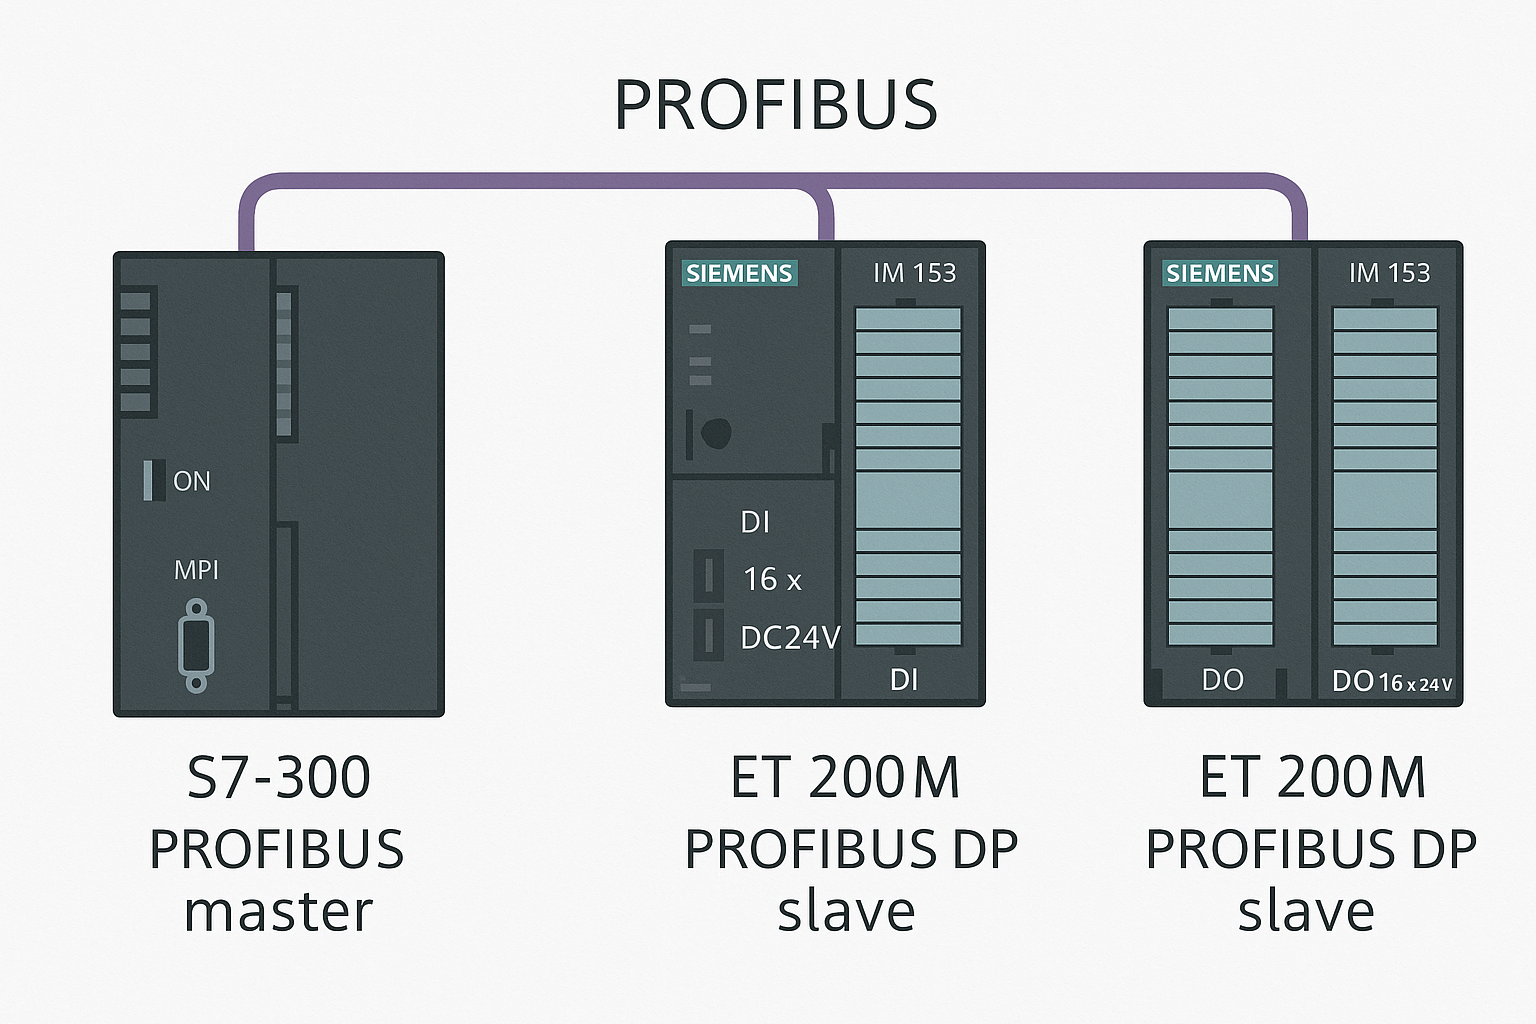 PROFIBUS
ON
MPI
S7-300
PROFIBUS
master
SIEMENS
IM 153
DI
16 x
DC24V
DI
ET 200M
PROFIBUS DP
slave
SIEMENS
IM 153
DO
DO 16 x 24 V
ET 200M
PROFIBUS DP
slave